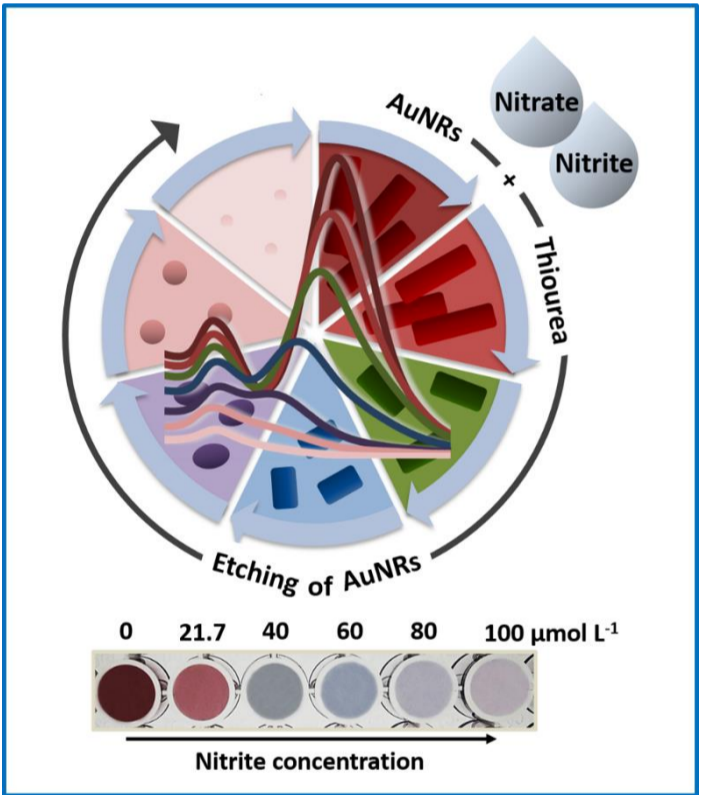 Nitrate
Nitrite
AuNRs + Thiourea
Etching of AuNRs
0 21.7 40 60 80 100 µmol L⁻¹
Nitrite concentration